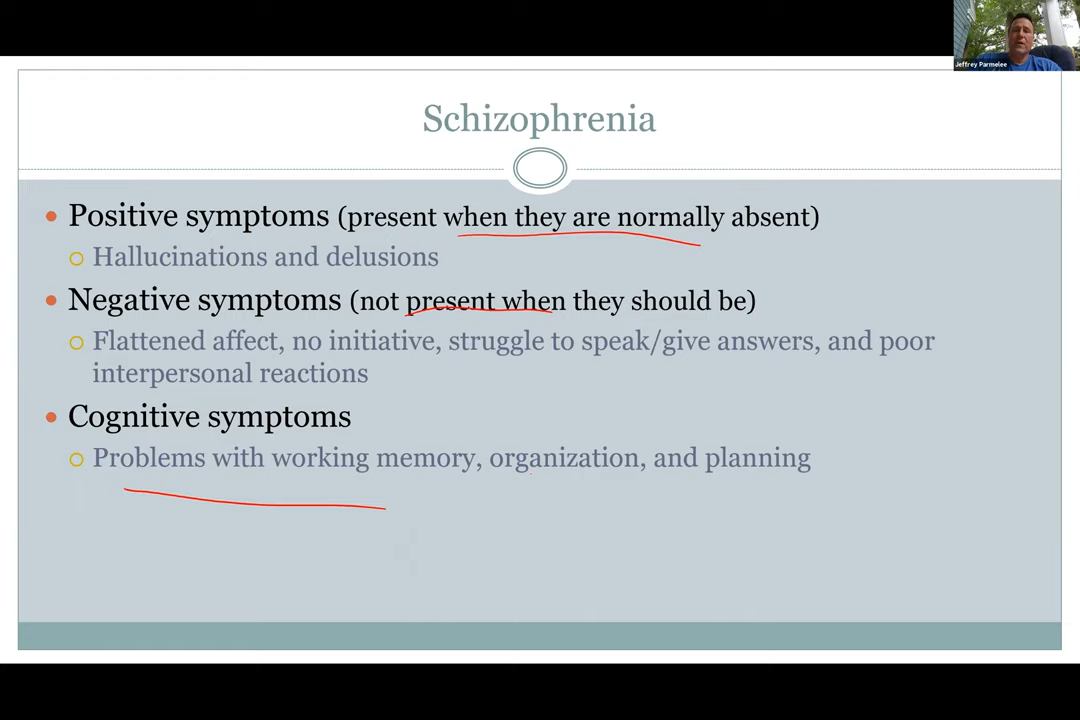 Jeffrey Parmelee
Schizophrenia
Positive symptoms (present when they are normally absent)
Hallucinations and delusions
Negative symptoms (not present when they should be)
Flattened affect, no initiative, struggle to speak/give answers, and poor
interpersonal reactions
Cognitive symptoms
Problems with working memory, organization, and planning